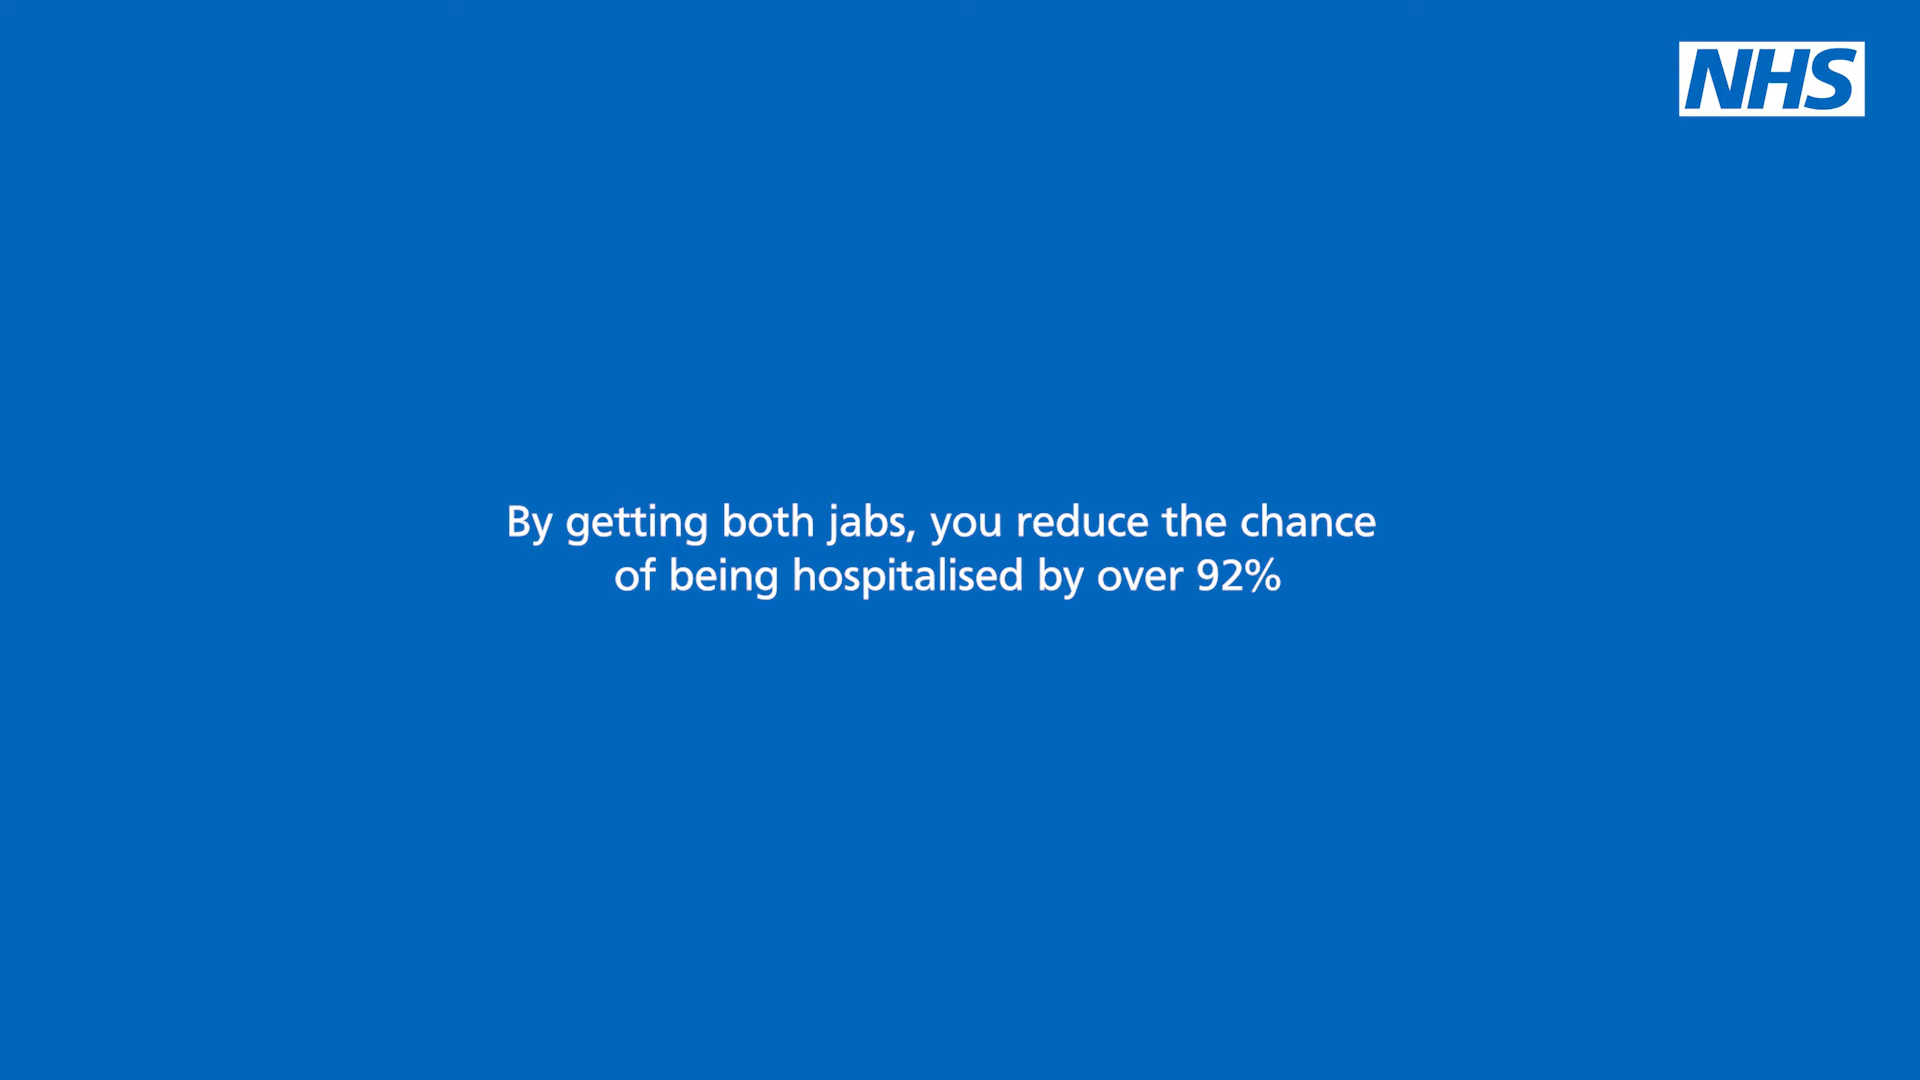 NHS
By getting both jabs, you reduce the chance
of being hospitalised by over 92%